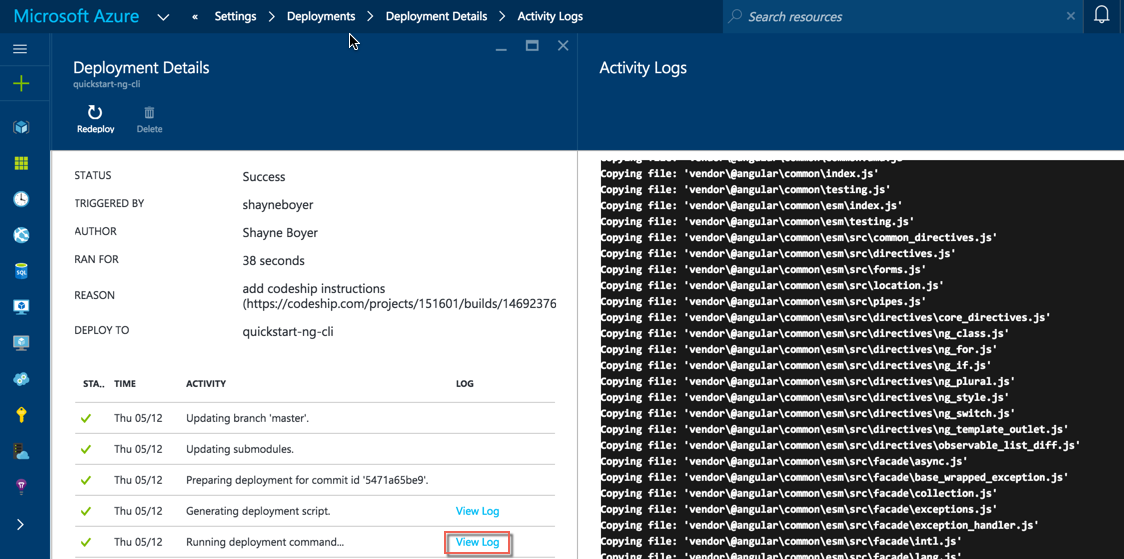 Microsoft Azure « Settings > Deployments > Deployment Details > Activity Logs Search resources
Deployment Details
quickstart-ng-cli
Redeploy Delete
STATUS Success
TRIGGERED BY shayneboyer
AUTHOR Shayne Boyer
RAN FOR 38 seconds
REASON add codeship instructions
(https://codeship.com/projects/151601/builds/14692376
DEPLOY TO quickstart-ng-cli
STA.. TIME ACTIVITY LOG
Thu 05/12 Updating branch 'master'.
Thu 05/12 Updating submodules.
Thu 05/12 Preparing deployment for commit id '5471a65be9'.
Thu 05/12 Generating deployment script. View Log
Thu 05/12 Running deployment command... View Log
SQL
Activity Logs
Copying file: 'vendor\@angular\common\index.js'
Copying file: 'vendor\@angular\common\testing.js'
Copying file: 'vendor\@angular\common\esm\index.js'
Copying file: 'vendor\@angular\common\esm\testing.js'
Copying file: 'vendor\@angular\common\esm\src\common_directives.js'
Copying file: 'vendor\@angular\common\esm\src\directives.js'
Copying file: 'vendor\@angular\common\esm\src\forms.js'
Copying file: 'vendor\@angular\common\esm\src\location.js'
Copying file: 'vendor\@angular\common\esm\src\pipes.js'
Copying file: 'vendor\@angular\common\esm\src\directives\core_directives.js'
Copying file: 'vendor\@angular\common\esm\src\directives\ng_class.js'
Copying file: 'vendor\@angular\common\esm\src\directives\ng_for.js'
Copying file: 'vendor\@angular\common\esm\src\directives\ng_if.js'
Copying file: 'vendor\@angular\common\esm\src\directives\ng_plural.js'
Copying file: 'vendor\@angular\common\esm\src\directives\ng_style.js'
Copying file: 'vendor\@angular\common\esm\src\directives\ng_switch.js'
Copying file: 'vendor\@angular\common\esm\src\directives\ng_template_outlet.js'
Copying file: 'vendor\@angular\common\esm\src\directives\observable_list_diff.js'
Copying file: 'vendor\@angular\common\esm\src\facade\async.js'
Copying file: 'vendor\@angular\common\esm\src\facade\base_wrapped_exception.js'
Copying file: 'vendor\@angular\common\esm\src\facade\collection.js'
Copying file: 'vendor\@angular\common\esm\src\facade\exceptions.js'
Copying file: 'vendor\@angular\common\esm\src\facade\exception_handler.js'
Copying file: 'vendor\@angular\common\esm\src\facade\intl.js'
Copying file: 'vendor\@angular\common\esm\src\facade\lang.js'